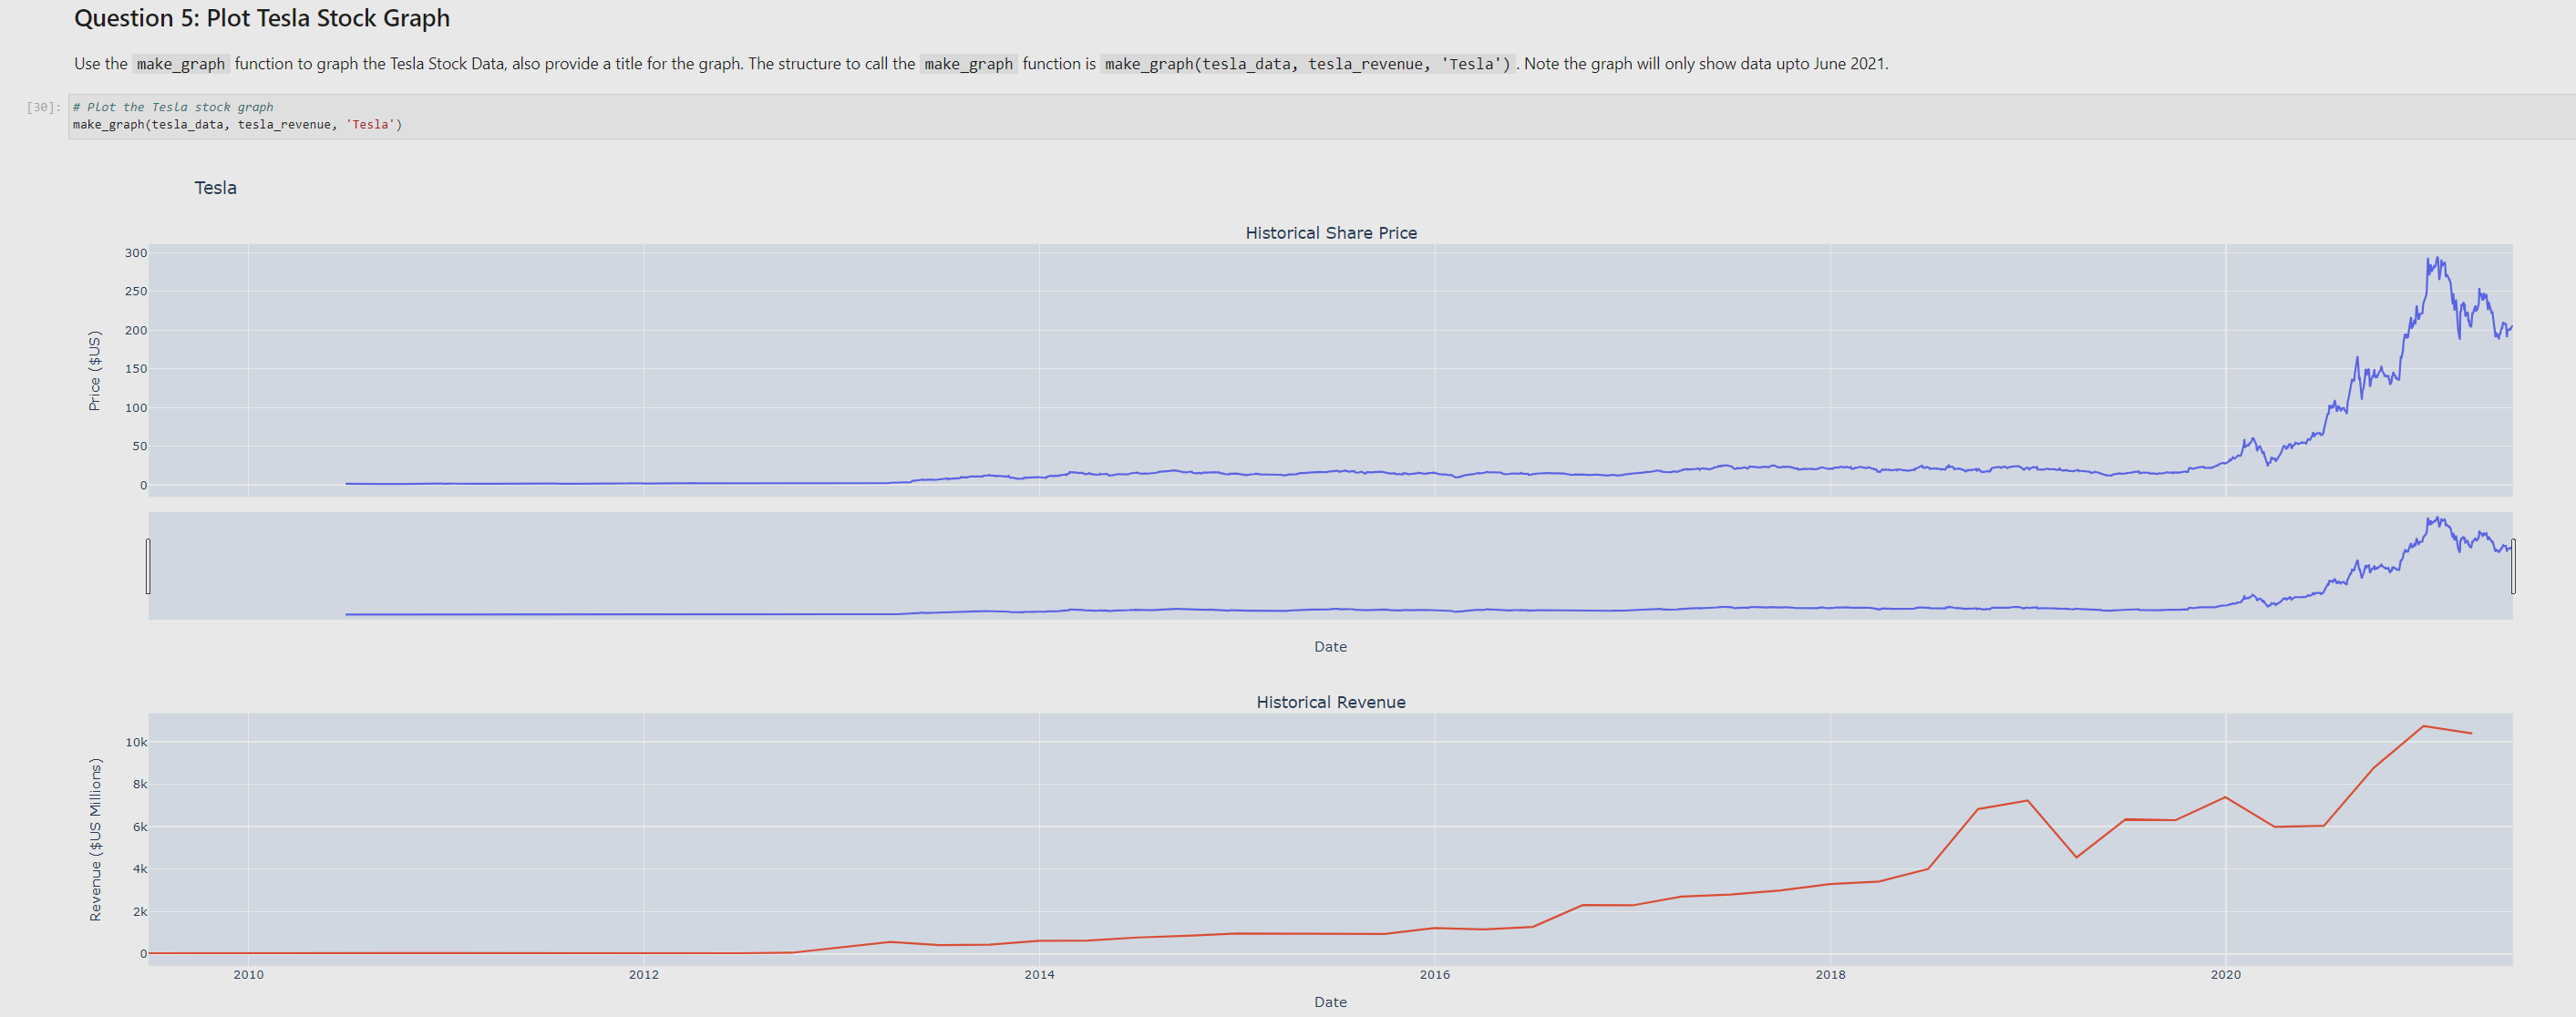 Question 5: Plot Tesla Stock Graph
Use the make_graph function to graph the Tesla Stock Data, also provide a title for the graph. The structure to call the make_graph function is make_graph(tesla_data, tesla_revenue, 'Tesla'). Note the graph will only show data upto June 2021.
[30]:
# Plot the Tesla stock graph
make_graph(tesla_data, tesla_revenue, 'Tesla')
Tesla
Historical Share Price
300
250
200
150
100
50
0
Price ($US)
Date
Historical Revenue
10k
8k
6k
4k
2k
0
Revenue ($US Millions)
2010
2012
2014
2016
2018
2020
Date